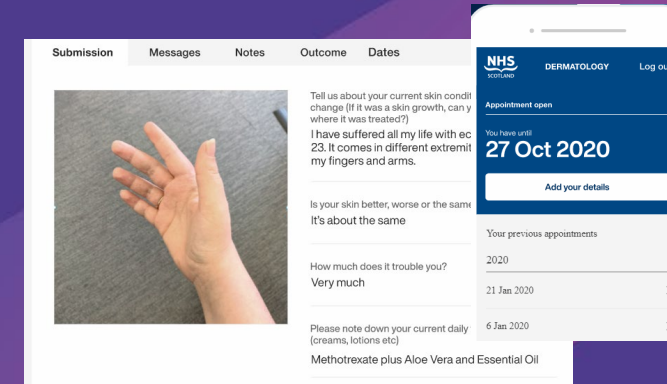 Submission Messages Notes Outcome Dates
Tell us about your current skin condit
change (If it was a skin growth, can y
where it was treated?)
I have suffered all my life with ec
23. It comes in different extremit
my fingers and arms.
Is your skin better, worse or the same
It's about the same
How much does it trouble you?
Very much
Please note down your current daily
(creams, lotions etc)
Methotrexate plus Aloe Vera and Essential Oil
NHS
SCOTLAND
DERMATOLOGY
Log ou
Appointment open
You have until
27 Oct 2020
Add your details
Your previous appointments
2020
21 Jan 2020
6 Jan 2020